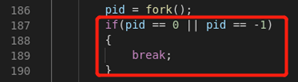 186 pid = fork();
187 if(pid == 0 || pid == -1)
188 {
189 break;
190 }